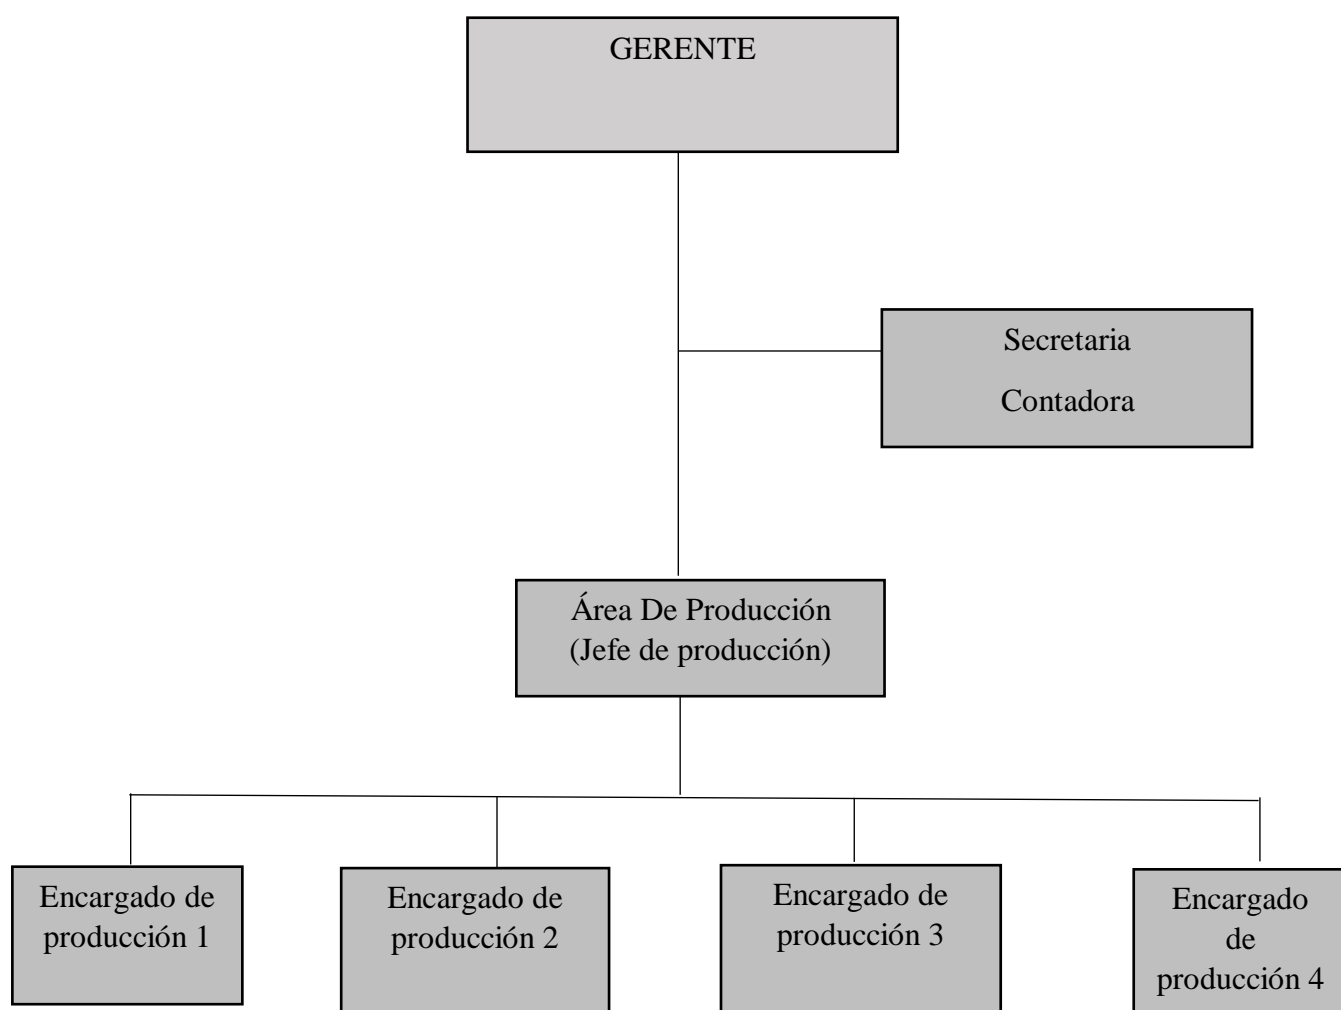 GERENTE
Secretaria
Contadora
Área De Producción
(Jefe de producción)
Encargado de
producción 1
Encargado de
producción 2
Encargado de
producción 3
Encargado
de
producción 4